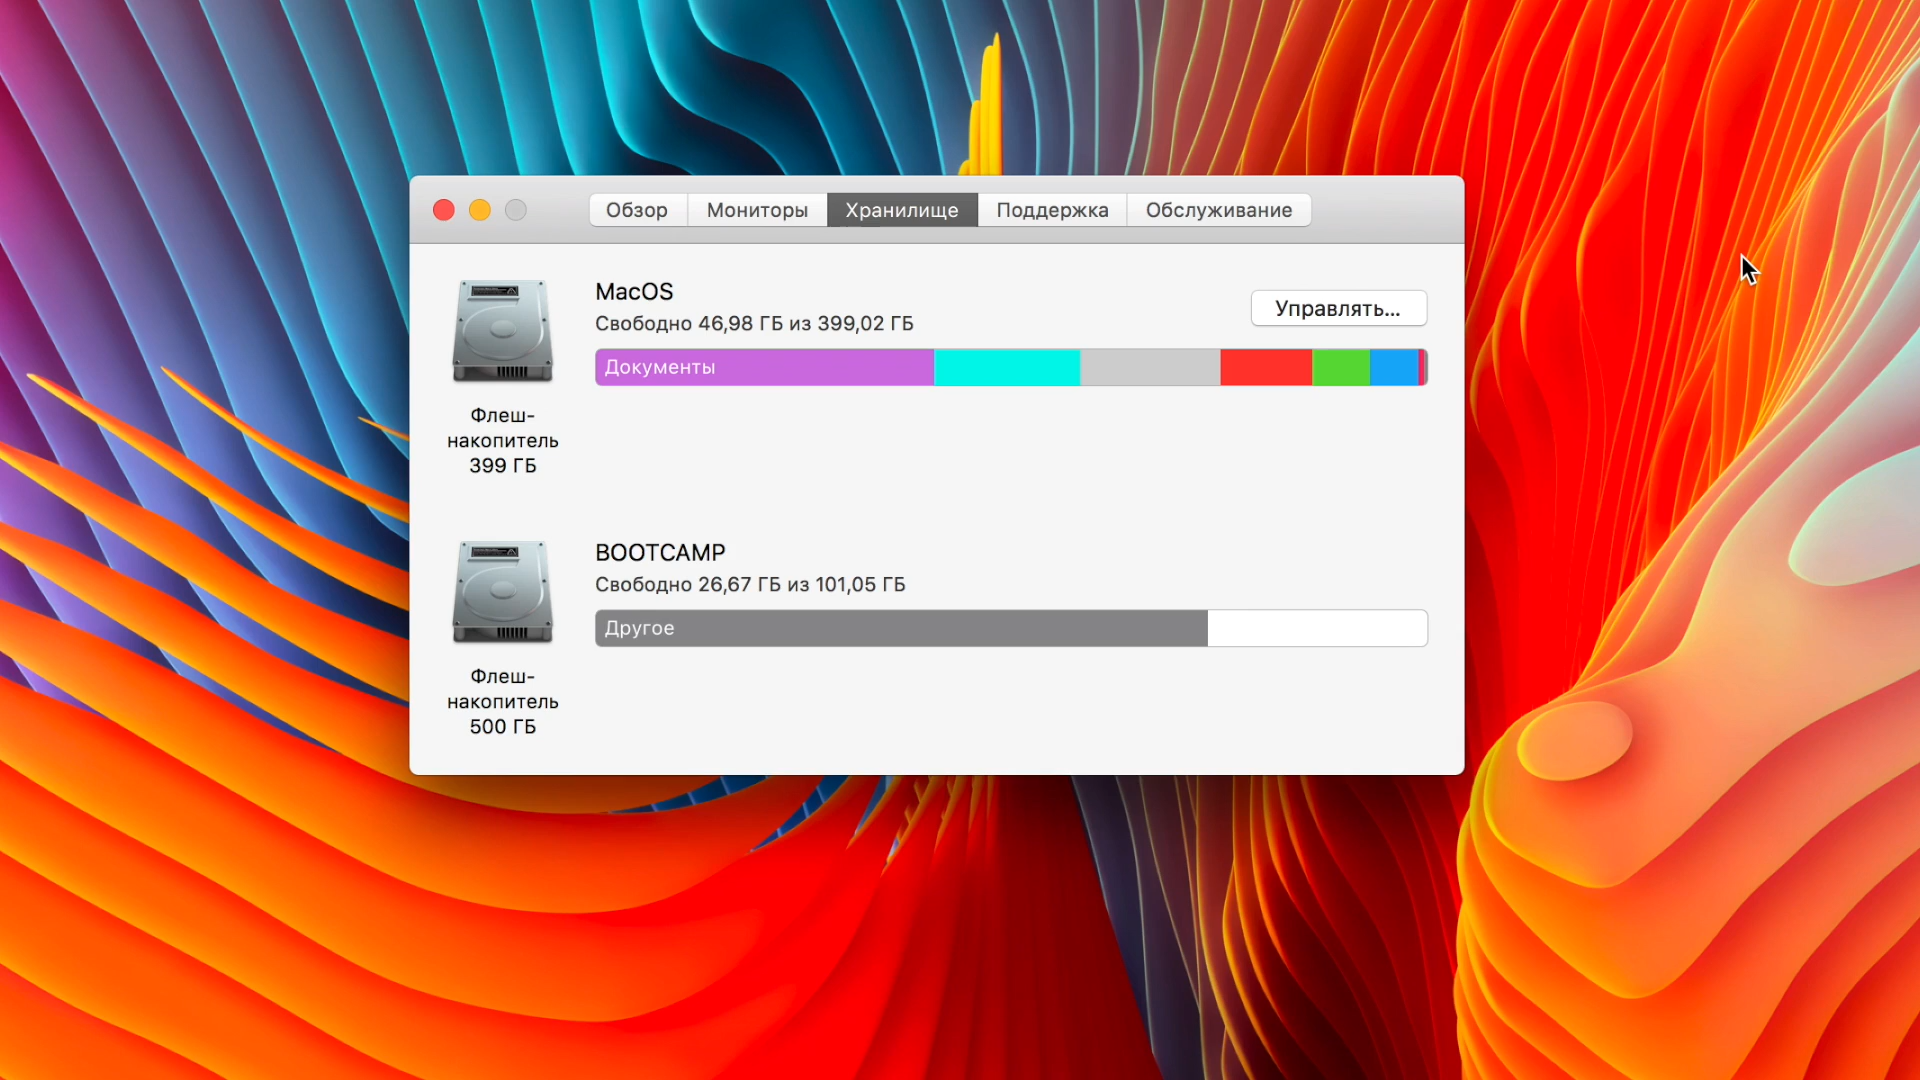 Обзор
Мониторы
Хранилище
Поддержка
Обслуживание
MacOS
Свободно 46,98 ГБ из 399,02 ГБ
Управлять...
Документы
Флеш-
накопитель
399 ГБ
BOOTCAMP
Свободно 26,67 ГБ из 101,05 ГБ
Другое
Флеш-
накопитель
500 ГБ